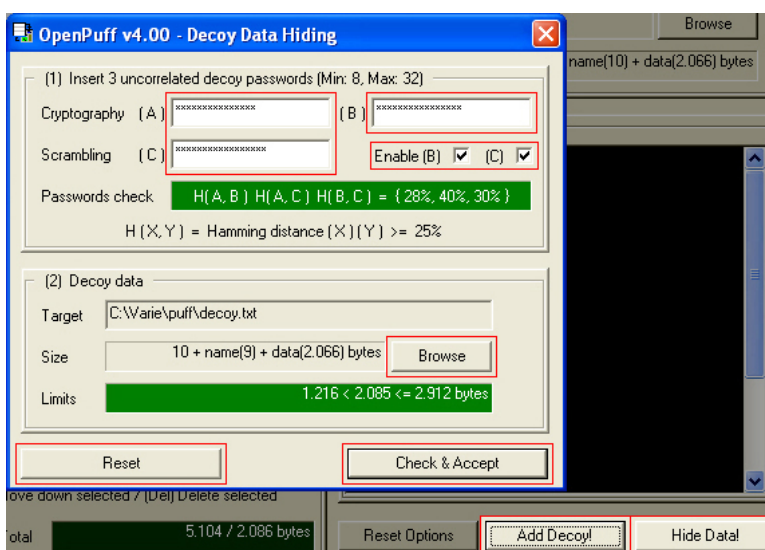 OpenPuff v4.00 - Decoy Data Hiding
Browse
name(10) + data(2.066) bytes
(1) Insert 3 uncorrelated decoy passwords (Min: 8, Max: 32)
Cryptography (A) (B)
Scrambling (C) Enable (B) (C)
Passwords check H(A,B) H(A,C) H(B,C) = { 28%, 40%, 30% }
H(X,Y) = Hamming distance (X)(Y) >= 25%
(2) Decoy data
Target C:\Varie\puff\decoy.txt
Size 10 + name(9) + data(2.066) bytes Browse
Limits 1.216 < 2.085 <= 2.912 bytes
Reset Check & Accept
ove down selected / (Del) Delete selected
otal 5.104 / 2.086 bytes Reset Options Add Decoy! Hide Data!